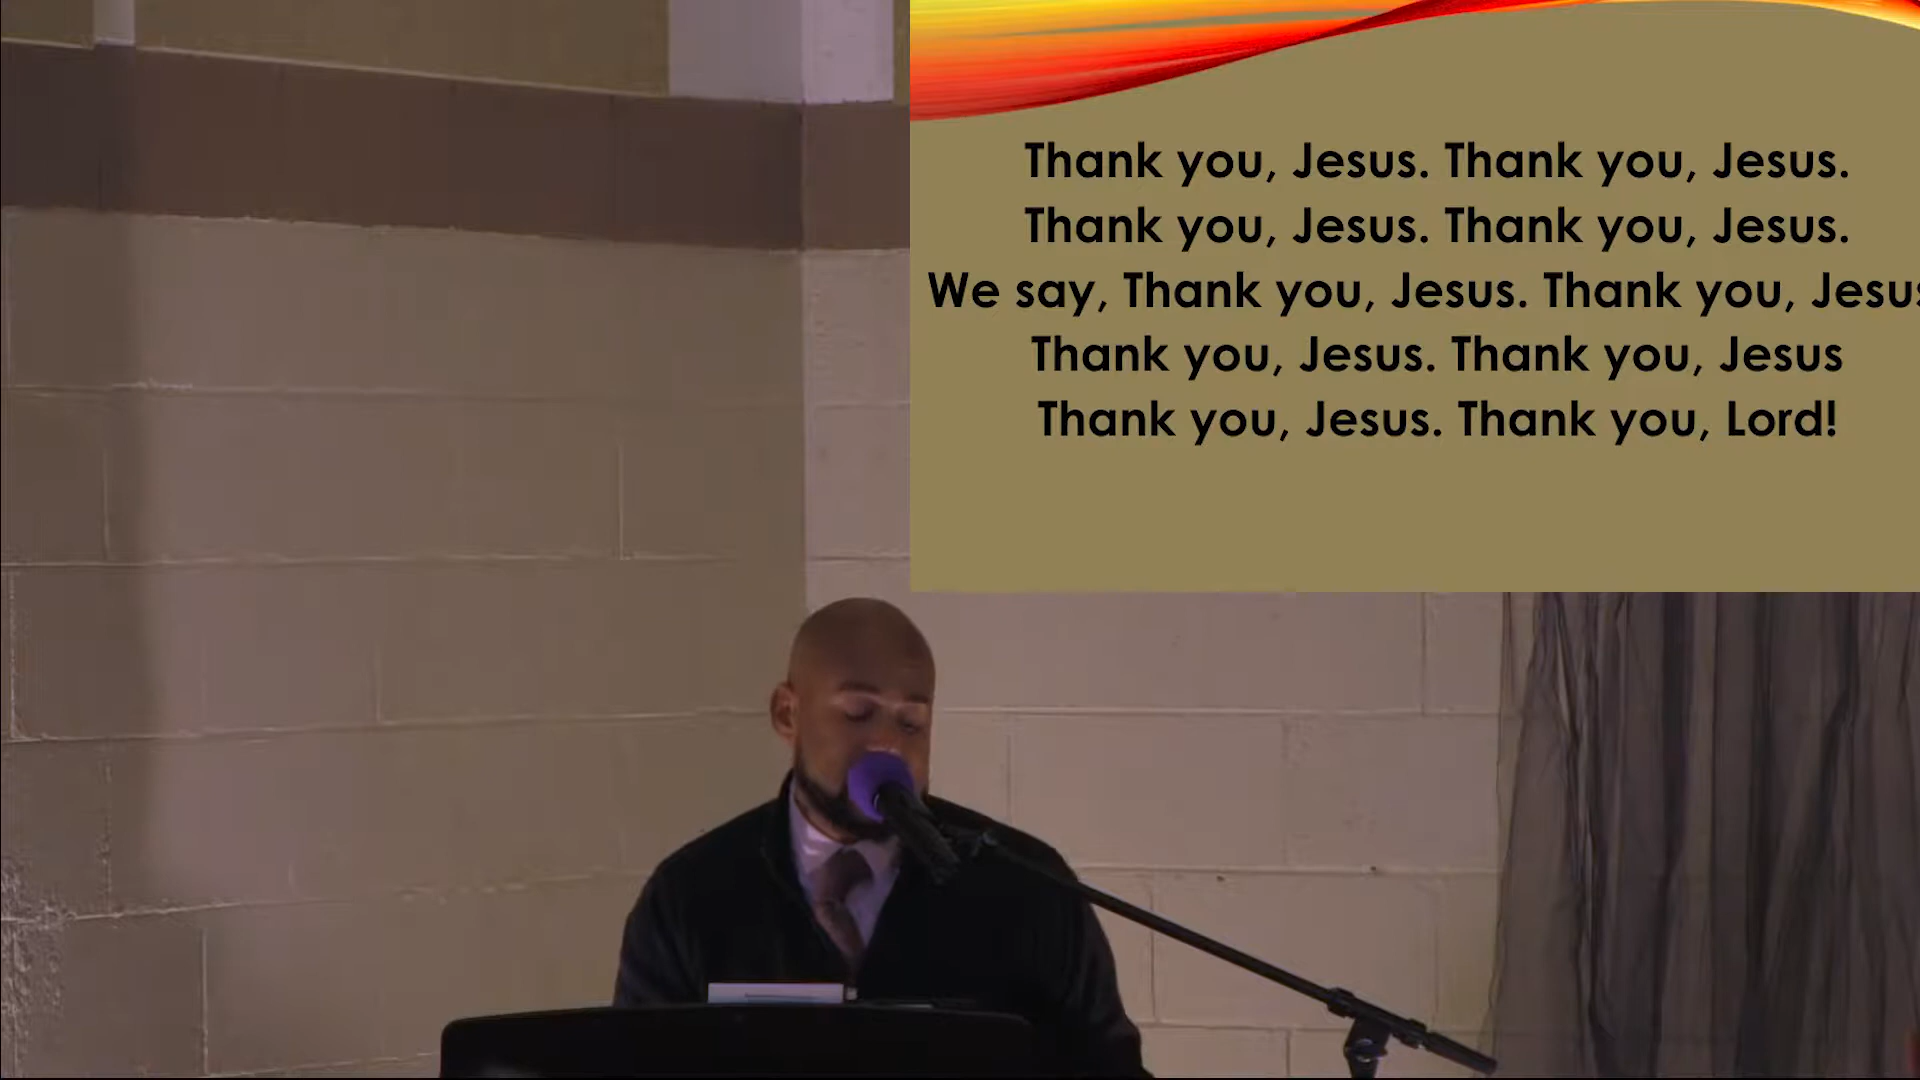 Thank you, Jesus. Thank you, Jesus.
Thank you, Jesus. Thank you, Jesus.
We say, Thank you, Jesus. Thank you, Jesus
Thank you, Jesus. Thank you, Jesus
Thank you, Jesus. Thank you, Lord!